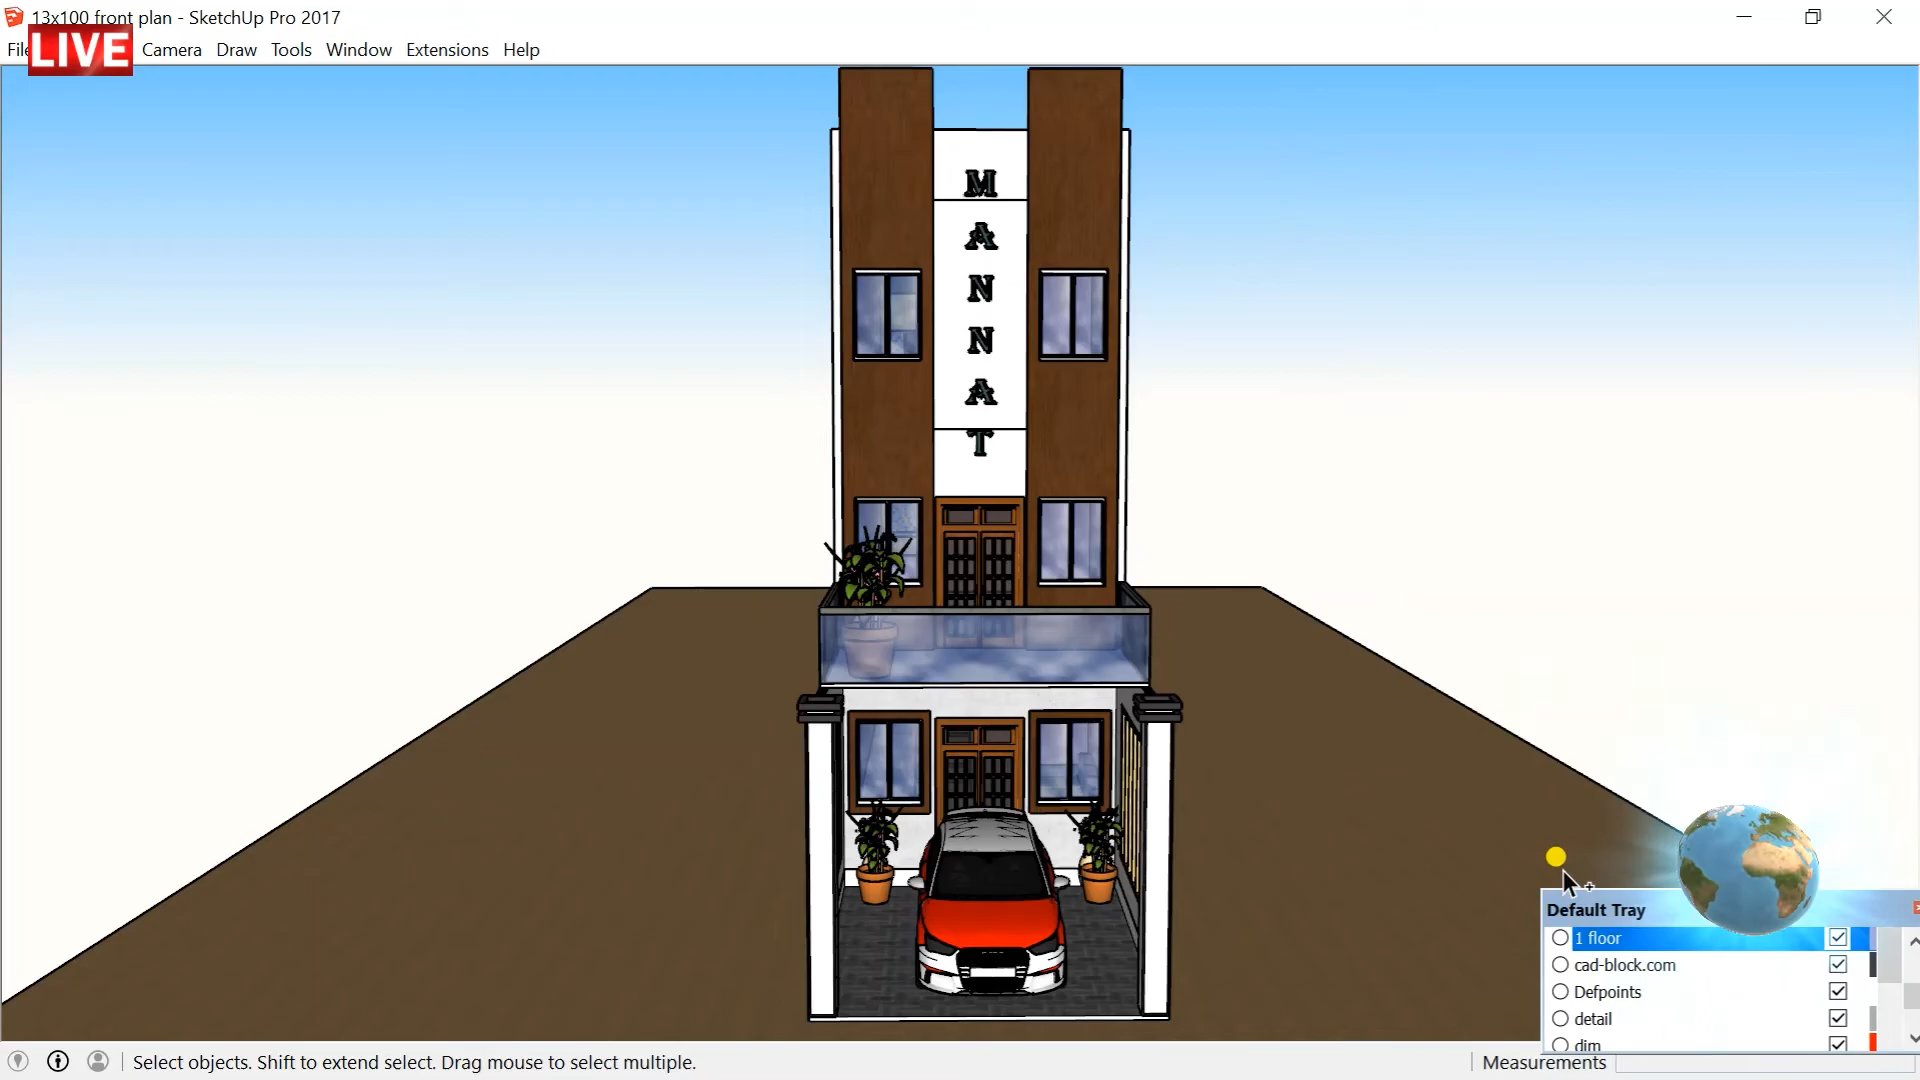 13x100 front plan - SketchUp Pro 2017
LIVE
Camera Draw Tools Window Extensions Help
M
A
N
N
A
T
Default Tray
1 floor
cad-block.com
Defpoints
detail
dim
Select objects. Shift to extend select. Drag mouse to select multiple.
Measurements